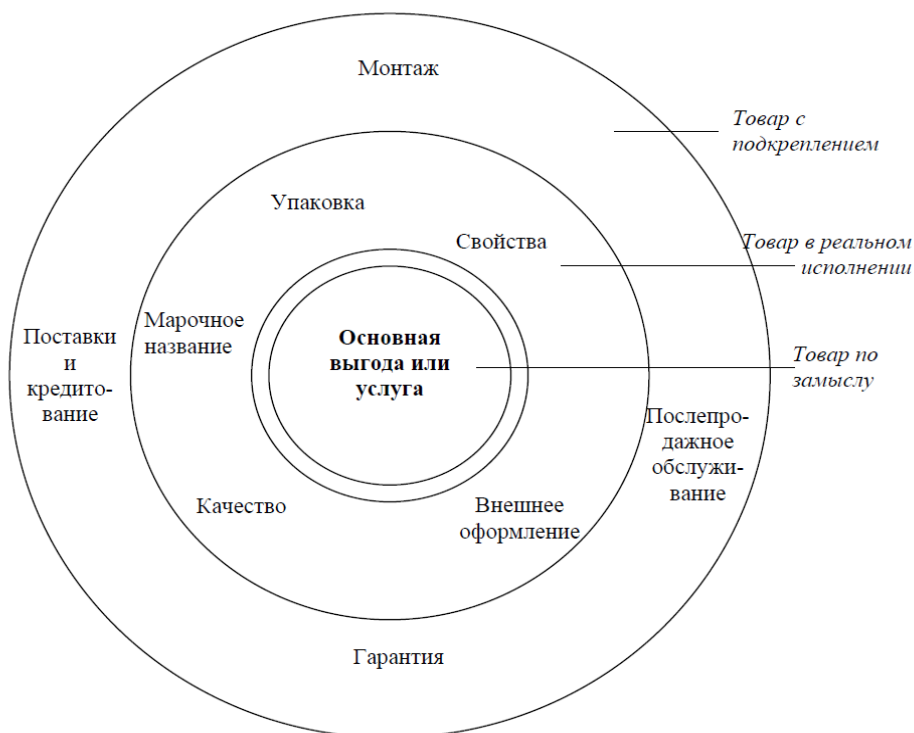 Монтаж
Товар с
подкреплением
Упаковка
Свойства
Товар в реальном
исполнении
Марочное
название
Основная
выгода или
услуга
Поставки
и
кредито-
вание
Товар по
замыслу
Послепро-
дажное
обслужи-
вание
Качество
Внешнее
оформление
Гарантия